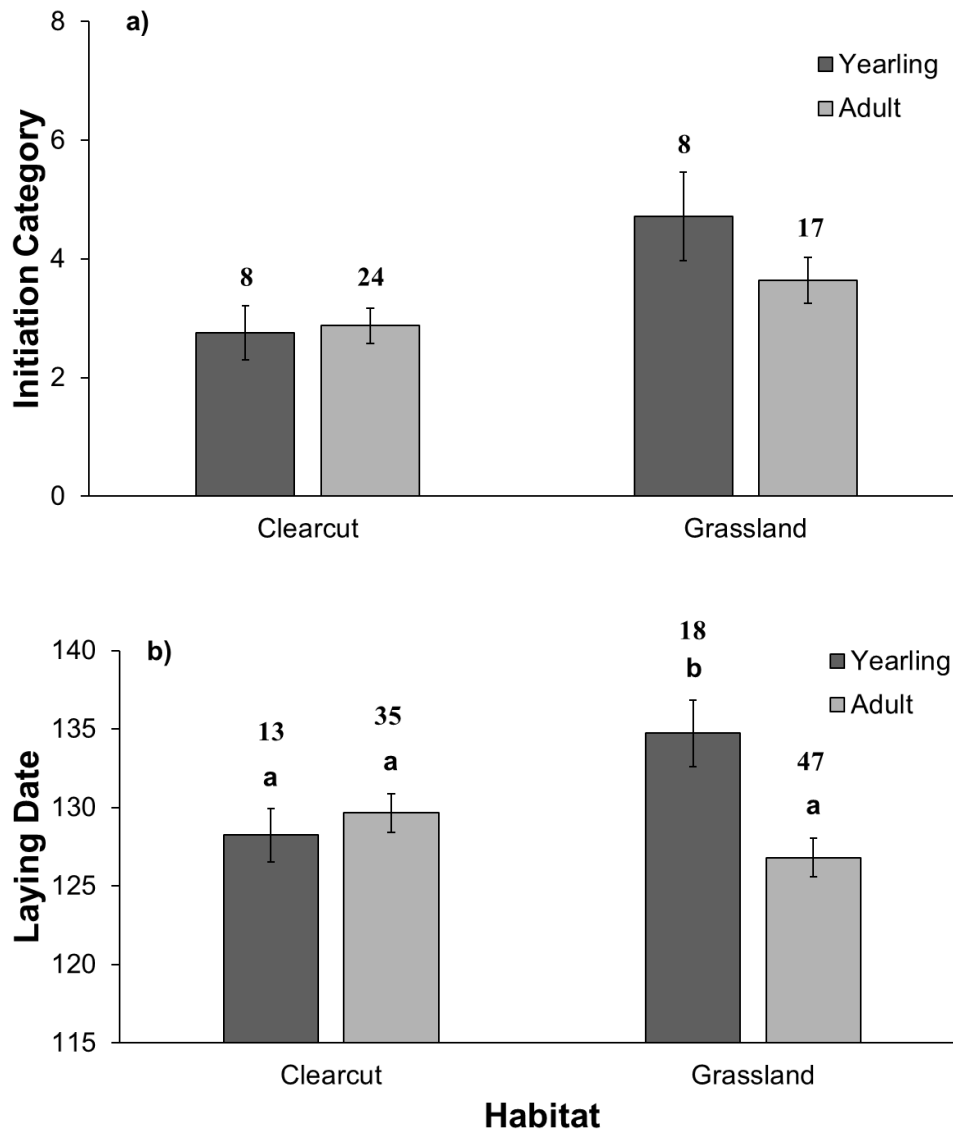 a)
Initiation Category
8
6
4
2
0
Yearling
Adult
8
24
8
17
Clearcut
Grassland
b)
Laying Date
140
135
130
125
120
115
Yearling
Adult
13
a
35
a
18
b
47
a
Clearcut
Grassland
Habitat